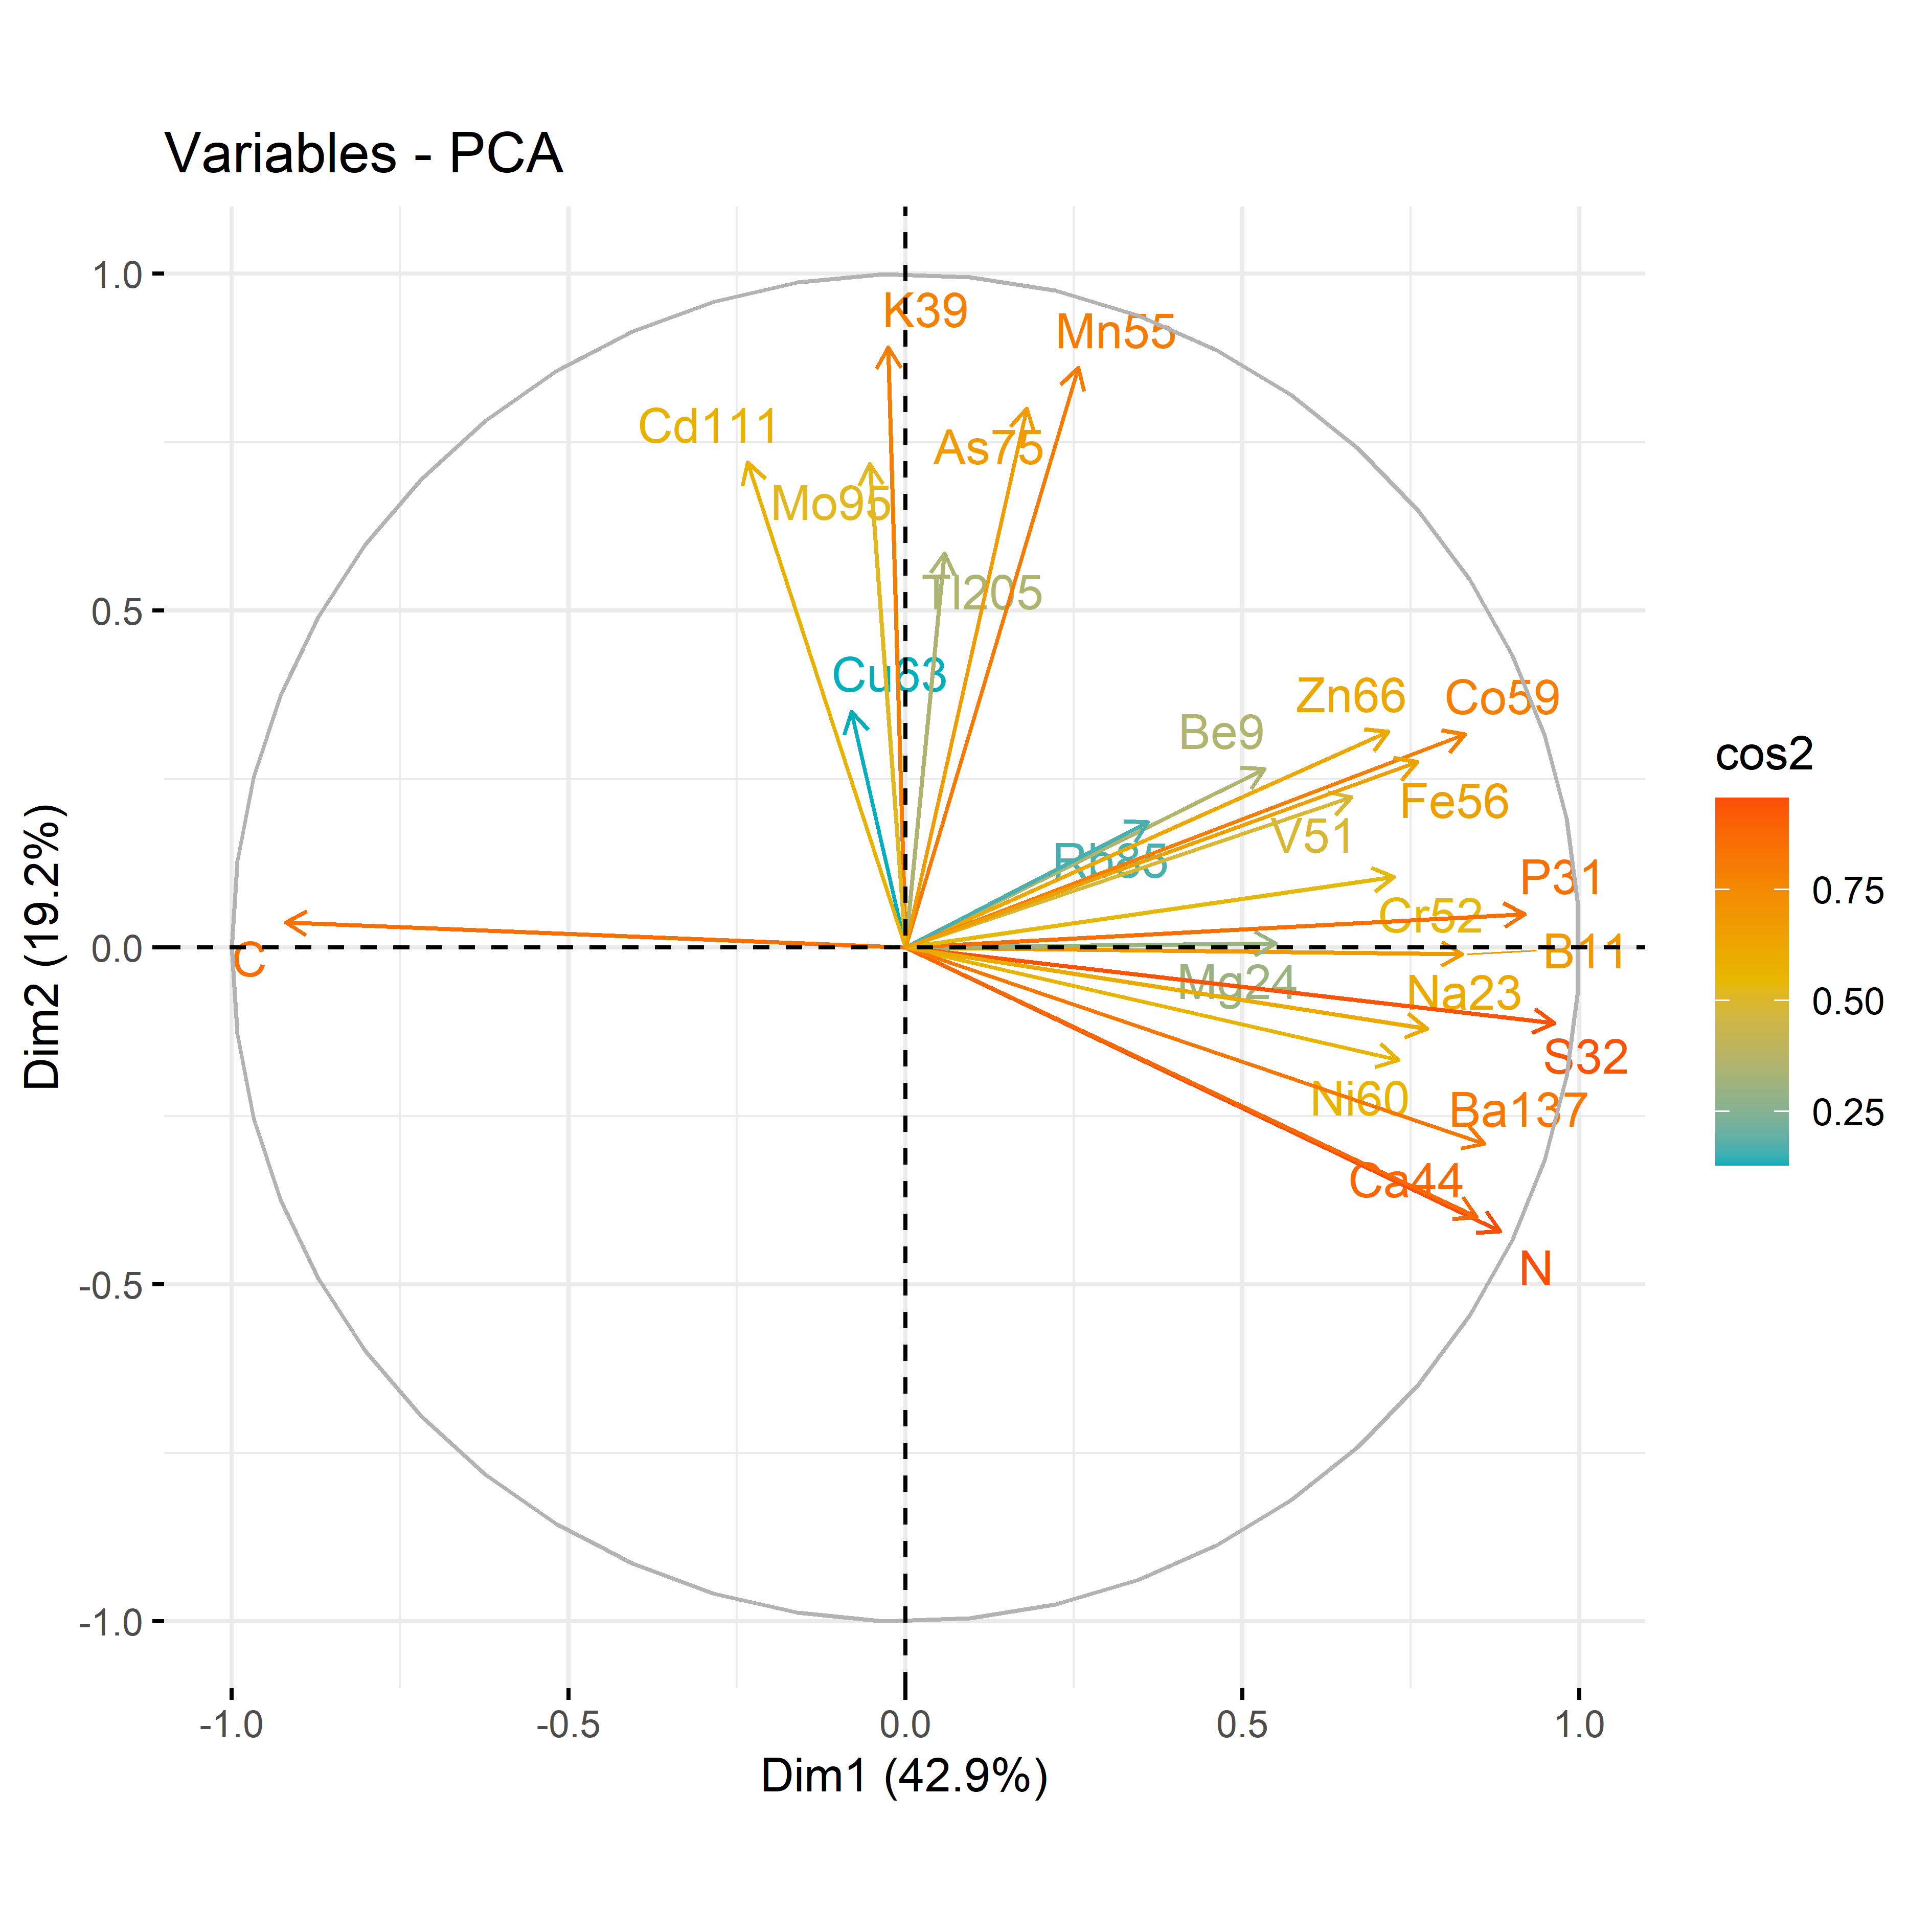 Variables - PCA
1.0
0.5
0.0
-0.5
-1.0
Dim2 (19.2%)
K39
Mn55
Cd111
As75
Mo95
Tl205
Cu63
Zn66
Co59
Be9
Fe56
V51
Rb85
P31
Cr52
B11
C
Mg24
Na23
S32
Ni60
Ba137
Ca44
N
-1.0
-0.5
0.0
0.5
1.0
Dim1 (42.9%)
cos2
0.75
0.50
0.25